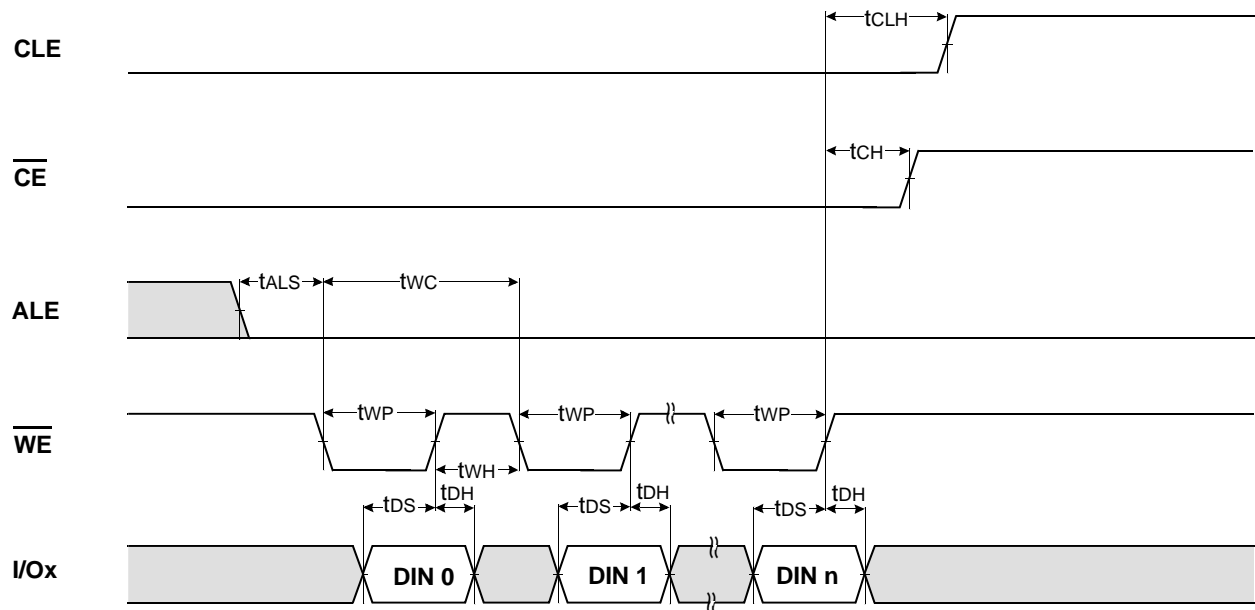 CLE
tCLH
CE
tCH
ALE
tALS
tWC
WE
tWP
tWP
tWP
tWH
tDS
tDH
tDS
tDH
tDS
tDH
I/Ox
DIN 0
DIN 1
DIN n